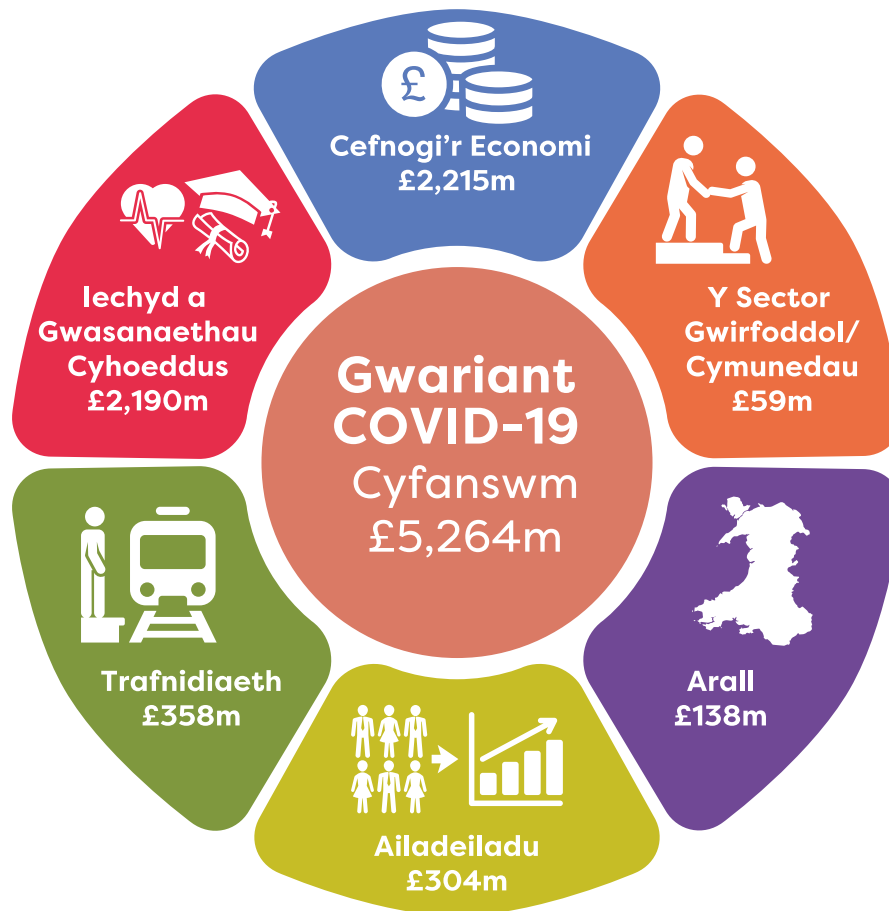 £
Cefnogi'r Economi
£2,215m
Y Sector
Gwirfoddol/
Cymunedau
£59m
Arall
£138m
Ailadeiladu
£304m
Trafnidiaeth
£358m
Iechyd a
Gwasanaethau
Cyhoeddus
£2,190m
Gwariant
COVID-19
Cyfanswm
£5,264m